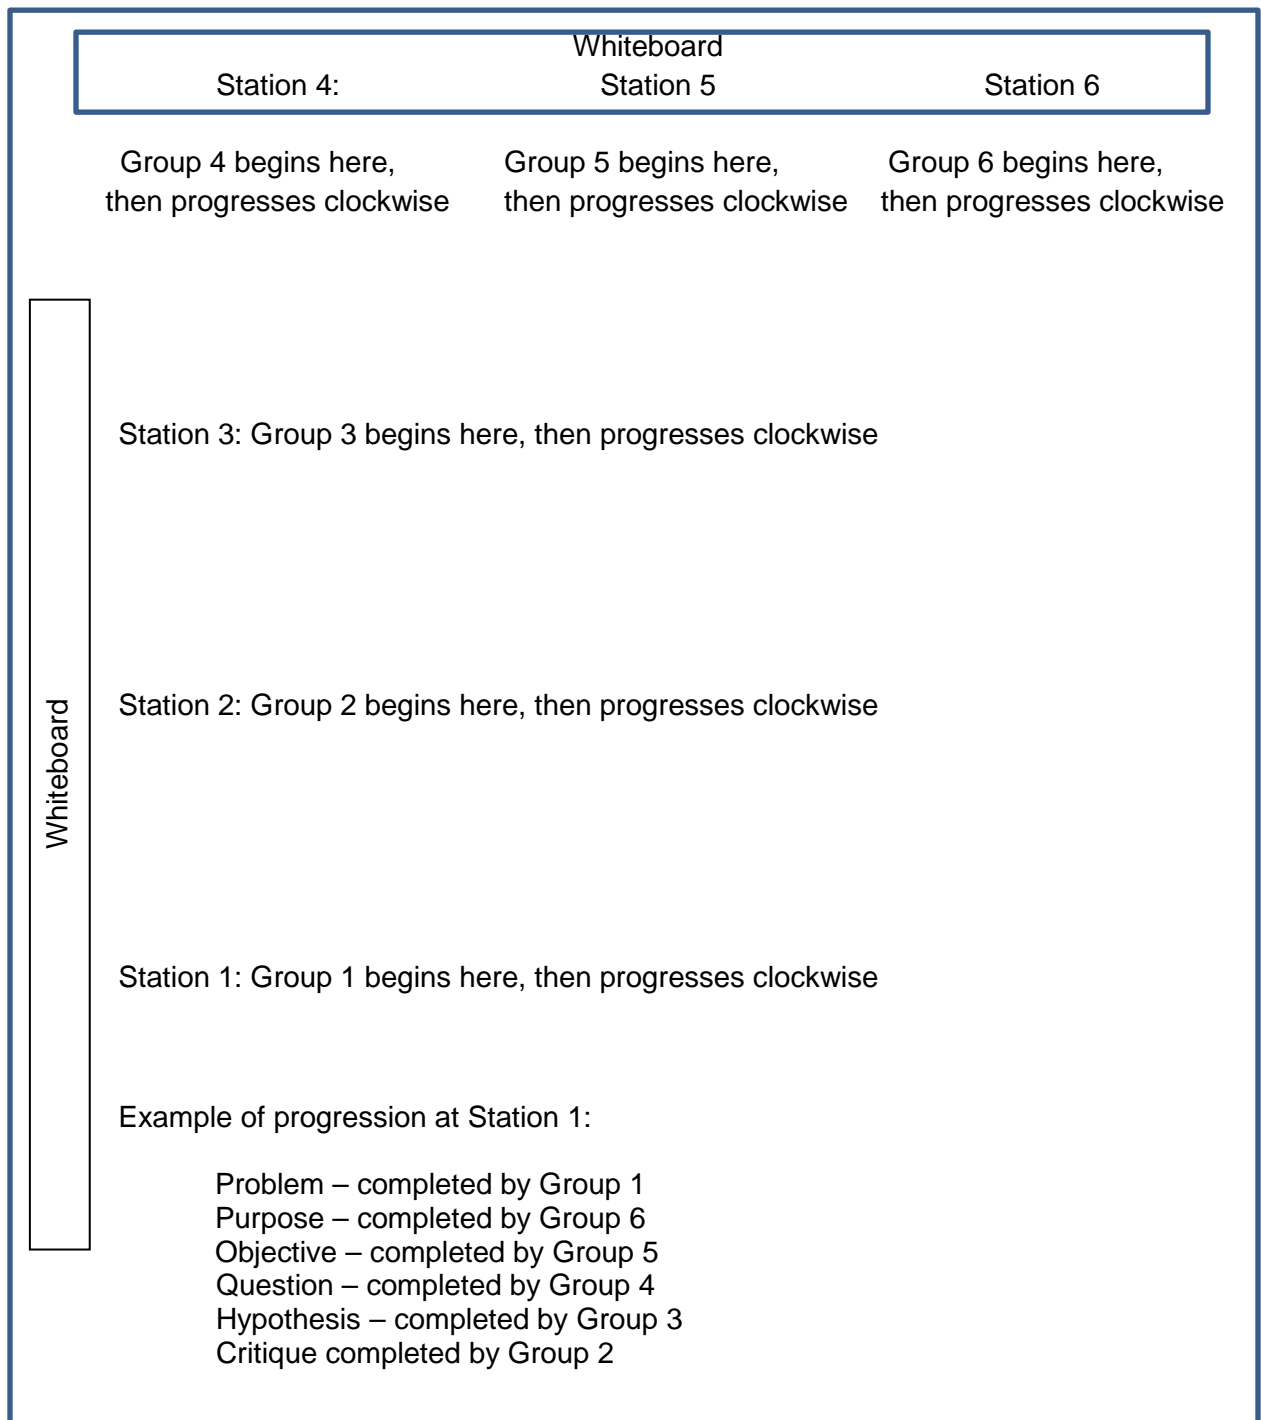 Whiteboard
Station 4: Station 5 Station 6
Group 4 begins here, Group 5 begins here, Group 6 begins here,
then progresses clockwise then progresses clockwise then progresses clockwise
Station 3: Group 3 begins here, then progresses clockwise
Station 2: Group 2 begins here, then progresses clockwise
Whiteboard
Station 1: Group 1 begins here, then progresses clockwise
Example of progression at Station 1:
Problem – completed by Group 1
Purpose – completed by Group 6
Objective – completed by Group 5
Question – completed by Group 4
Hypothesis – completed by Group 3
Critique completed by Group 2